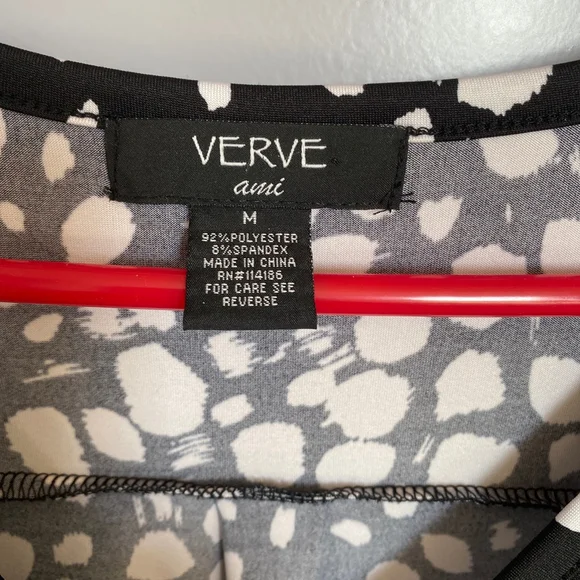 VERVE
ami
M
92%POLYESTER
8%SPANDEX
MADE IN CHINA
RN#114186
FOR CARE SEE
REVERSE